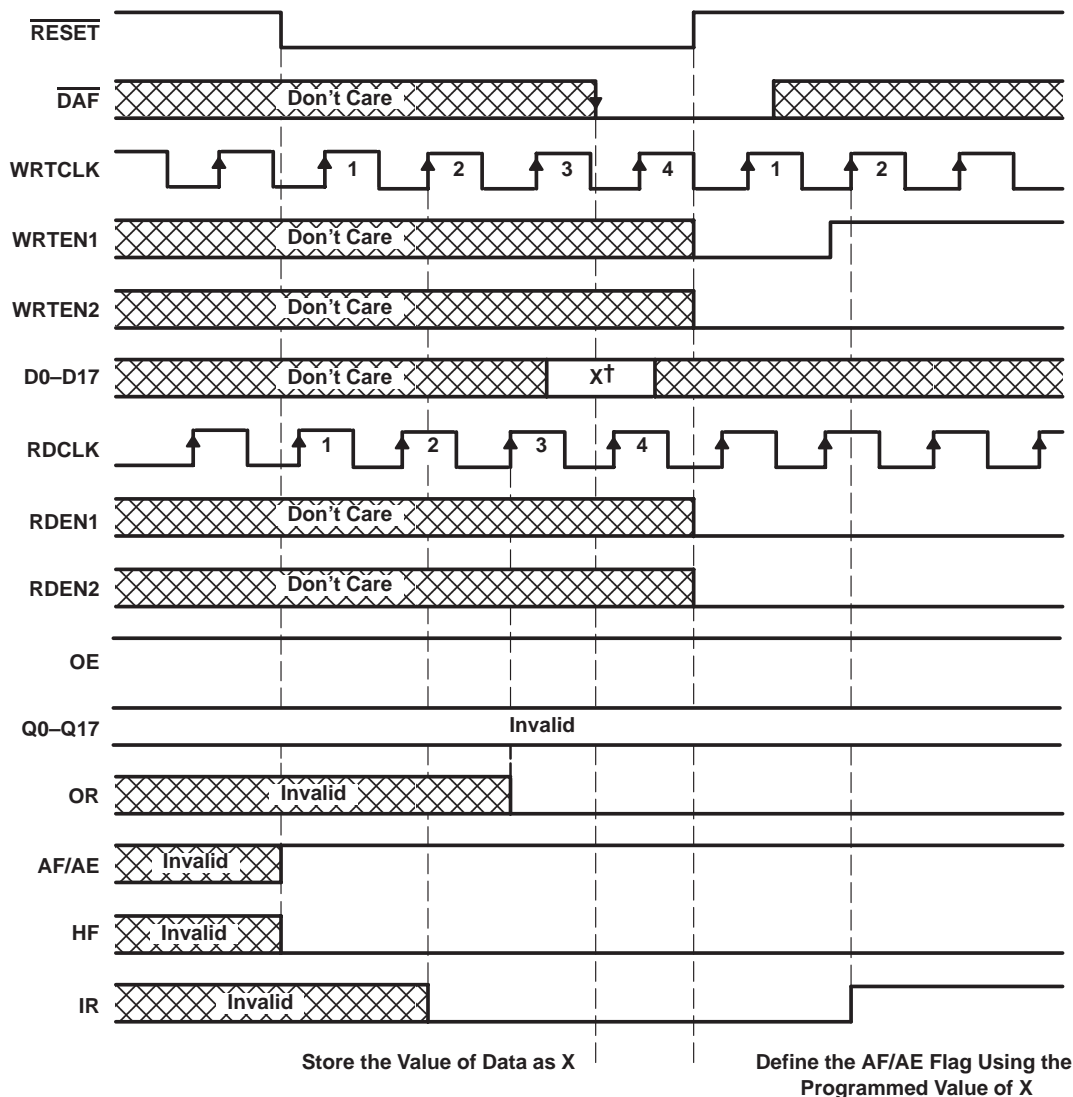 RESET
DAF Don't Care
WRTCLK 1 2 3 4 1 2
WRTEN1 Don't Care
WRTEN2 Don't Care
D0–D17 Don't Care X†
RDCLK 1 2 3 4
RDEN1 Don't Care
RDEN2 Don't Care
OE
Q0–Q17 Invalid
OR Invalid
AF/AE Invalid
HF Invalid
IR Invalid
Store the Value of Data as X
Define the AF/AE Flag Using the
Programmed Value of X